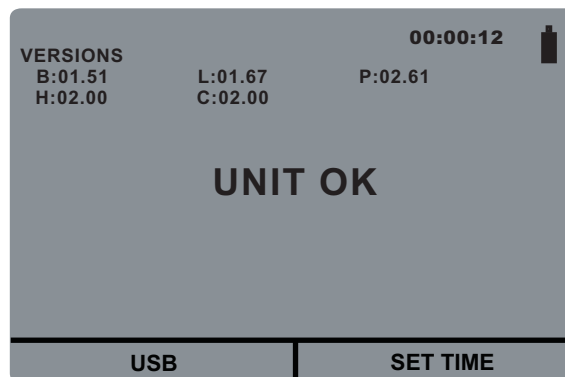 00:00:12
VERSIONS
B:01.51 L:01.67 P:02.61
H:02.00 C:02.00
UNIT OK
USB SET TIME